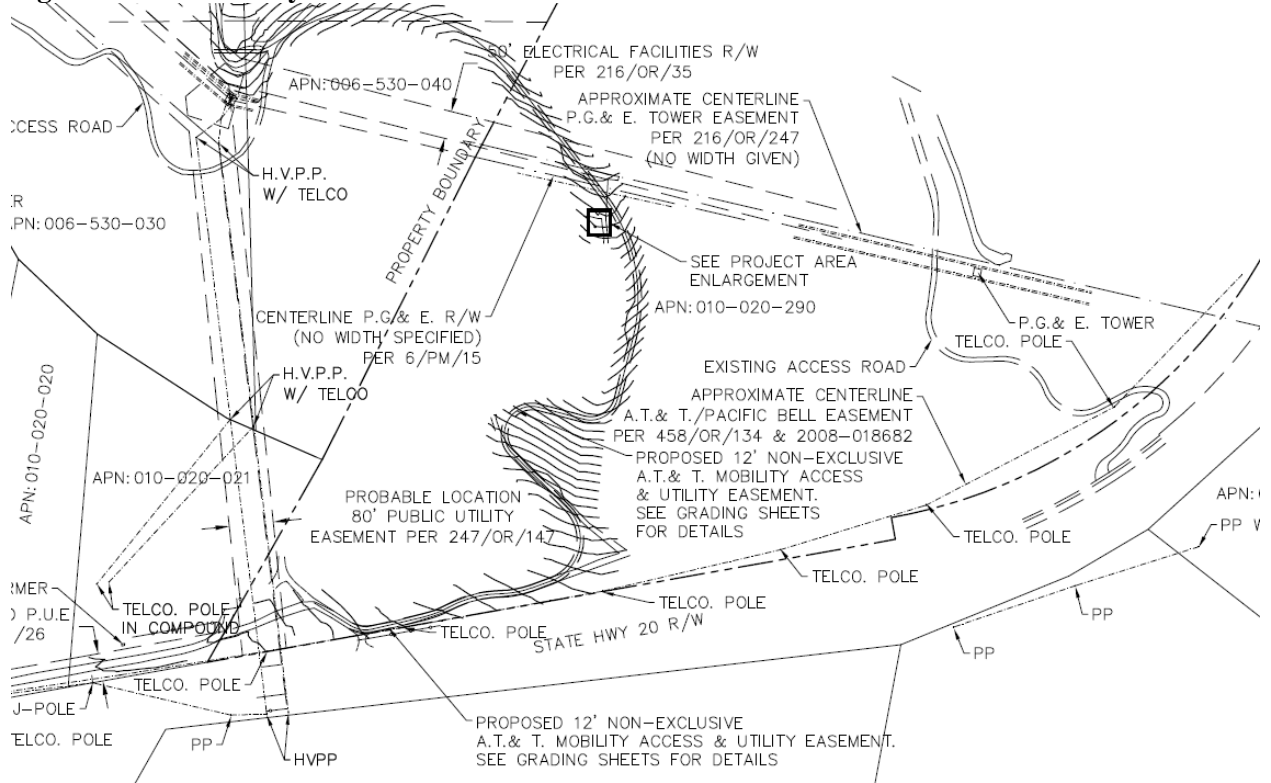 50' ELECTRICAL FACILITIES R/W
PER 216/OR/35
APN: 006-530-040
APPROXIMATE CENTERLINE
P.G.& E. TOWER EASEMENT
PER 216/OR/247
(NO WIDTH GIVEN)
CCESS ROAD
H.V.P.P.
W/ TELCO
PROPERTY BOUNDARY
ER
APN: 006-530-030
SEE PROJECT AREA
ENLARGEMENT
APN: 010-020-290
CENTERLINE P.G.& E. R/W
(NO WIDTH SPECIFIED)
PER 6/PM/15
P.G.& E. TOWER
TELCO. POLE
EXISTING ACCESS ROAD
H.V.P.P.
W/ TELCO
APPROXIMATE CENTERLINE
A.T.& T./PACIFIC BELL EASEMENT
PER 458/OR/134 & 2008-018682
PROPOSED 12' NON-EXCLUSIVE
A.T.& T. MOBILITY ACCESS
& UTILITY EASEMENT.
SEE GRADING SHEETS
FOR DETAILS
APN: 010-020-020
APN: 010-020-021
PROBABLE LOCATION
80' PUBLIC UTILITY
EASEMENT PER 247/OR/147
APN:
PP W
TELCO. POLE
TELCO. POLE
RMER
P.U.E
/26
TELCO. POLE
IN COMPOUND
TELCO. POLE
TELCO. POLE
STATE HWY 20 R/W
PP
PP
TELCO. POLE
J-POLE
TELCO. POLE
PP
HVPP
PROPOSED 12' NON-EXCLUSIVE
A.T.& T. MOBILITY ACCESS & UTILITY EASEMENT.
SEE GRADING SHEETS FOR DETAILS